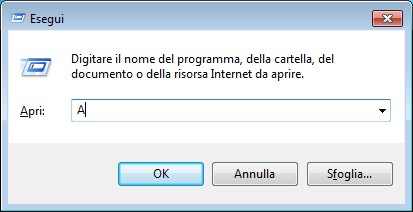 Esegui
Digitare il nome del programma, della cartella, del
documento o della risorsa Internet da aprire.
Apri: A
OK Annulla Sfoglia...